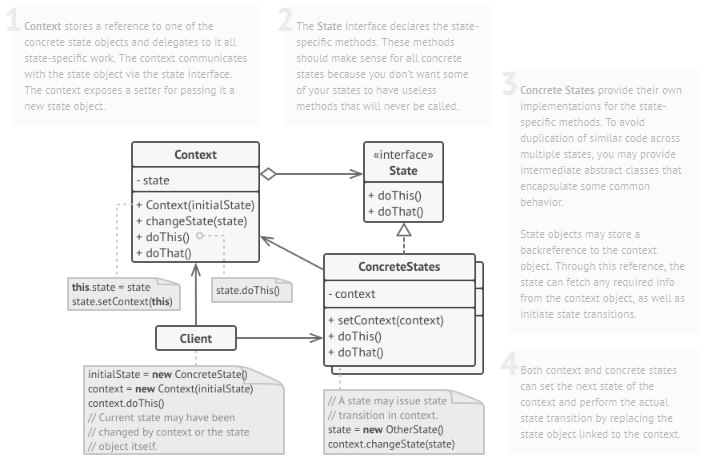 1
Context stores a reference to one of the
concrete state objects and delegates to it all
state-specific work. The context communicates
with the state object via the state interface.
The context exposes a setter for passing it a
new state object.
2
The State interface declares the state-
specific methods. These methods
should make sense for all concrete
states because you don't want some
of your states to have useless
methods that will never be called.
3
Concrete States provide their own
implementations for the state-
specific methods. To avoid
duplication of similar code across
multiple states, you may provide
intermediate abstract classes that
encapsulate some common
behavior.
State objects may store a
backreference to the context
object. Through this reference, the
state can fetch any required info
from the context object, as well as
initiate state transitions.
Context
- state
+ Context(initialState)
+ changeState(state)
+ doThis()
+ doThat()
«interface»
State
+ doThis()
+ doThat()
this.state = state
state.setContext(this)
state.doThis()
ConcreteStates
- context
+ setContext(context)
+ doThis()
+ doThat()
Client
initialState = new ConcreteState()
context = new Context(initialState)
context.doThis()
// Current state may have been
// changed by context or the state
// object itself.
// A state may issue state
// transition in context.
state = new OtherState()
context.changeState(state)
4
Both context and concrete states
can set the next state of the
context and perform the actual
state transition by replacing the
state object linked to the context.